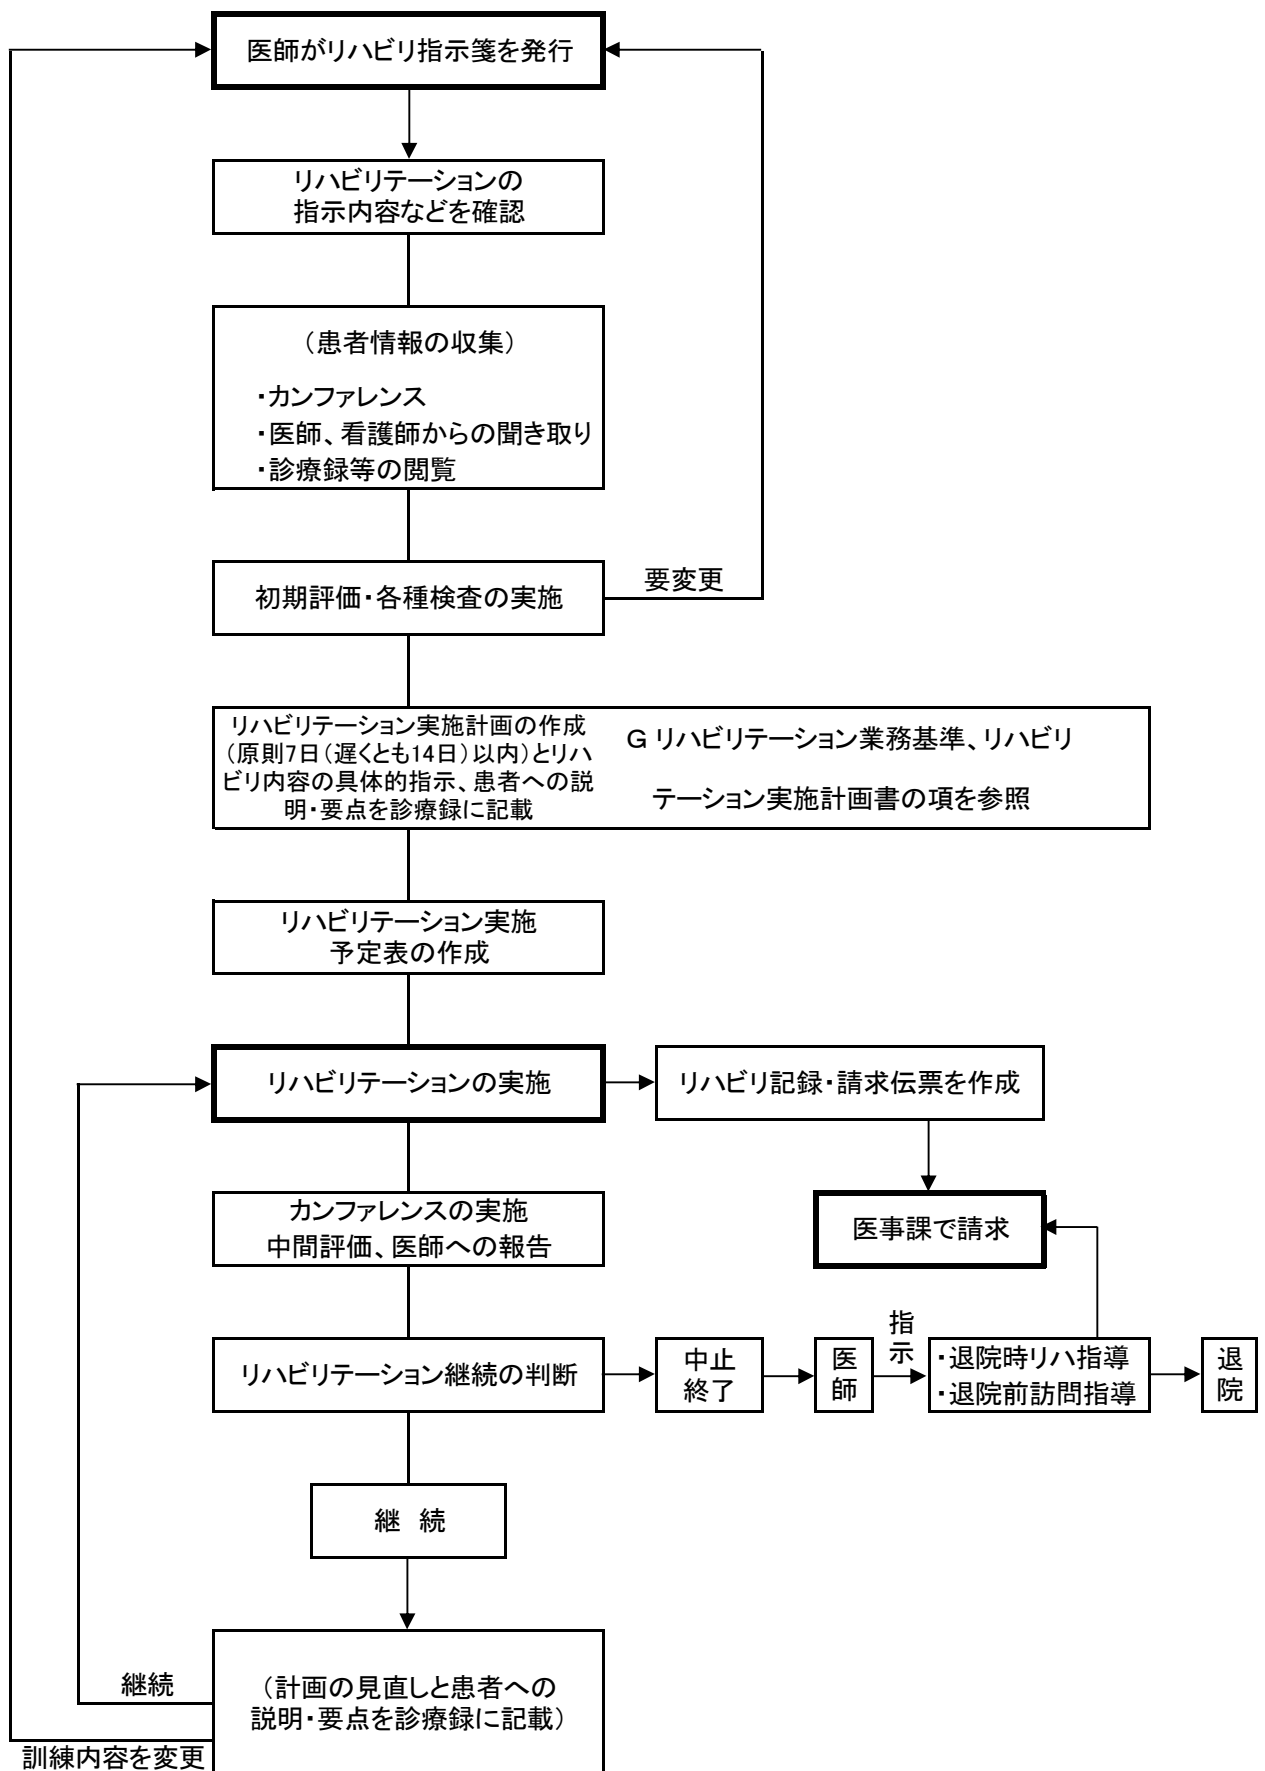 医師がリハビリ指示箋を発行
リハビリテーションの
指示内容などを確認
（患者情報の収集）
・カンファレンス
・医師、看護師からの聞き取り
・診療録等の閲覧
初期評価・各種検査の実施
要変更
リハビリテーション実施計画の作成
（原則7日（遅くとも14日）以内）とリハ
ビリ内容の具体的指示、患者への説
明・要点を診療録に記載
G リハビリテーション業務基準、リハビリ
テーション実施計画書の項を参照
リハビリテーション実施
予定表の作成
リハビリテーションの実施
リハビリ記録・請求伝票を作成
カンファレンスの実施
中間評価、医師への報告
医事課で請求
リハビリテーション継続の判断
中止
終了
医
師
指
示
・退院時リハ指導
・退院前訪問指導
退
院
継　続
継続
（計画の見直しと患者への
説明・要点を診療録に記載）
訓練内容を変更